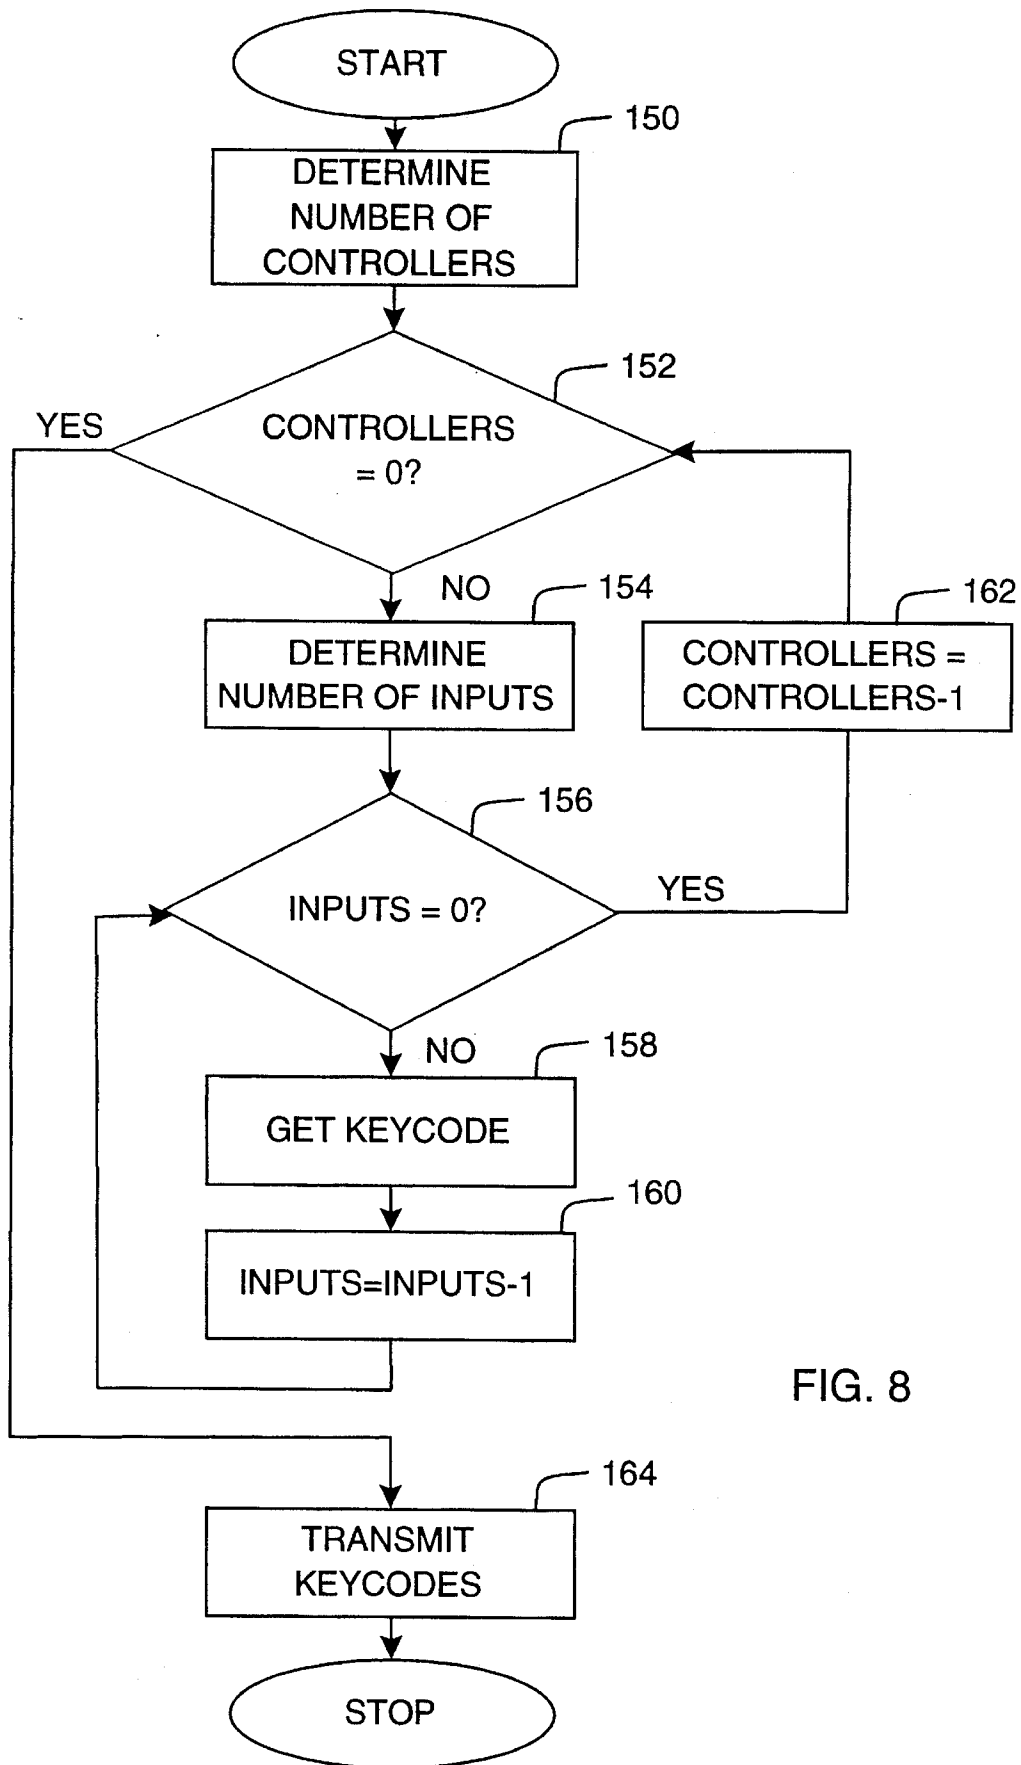 START
150
DETERMINE
NUMBER OF
CONTROLLERS
152
YES
CONTROLLERS
= 0?
NO
154
162
DETERMINE
NUMBER OF INPUTS
CONTROLLERS =
CONTROLLERS-1
156
INPUTS = 0?
YES
NO
158
GET KEYCODE
160
INPUTS=INPUTS-1
FIG. 8
164
TRANSMIT
KEYCODES
STOP